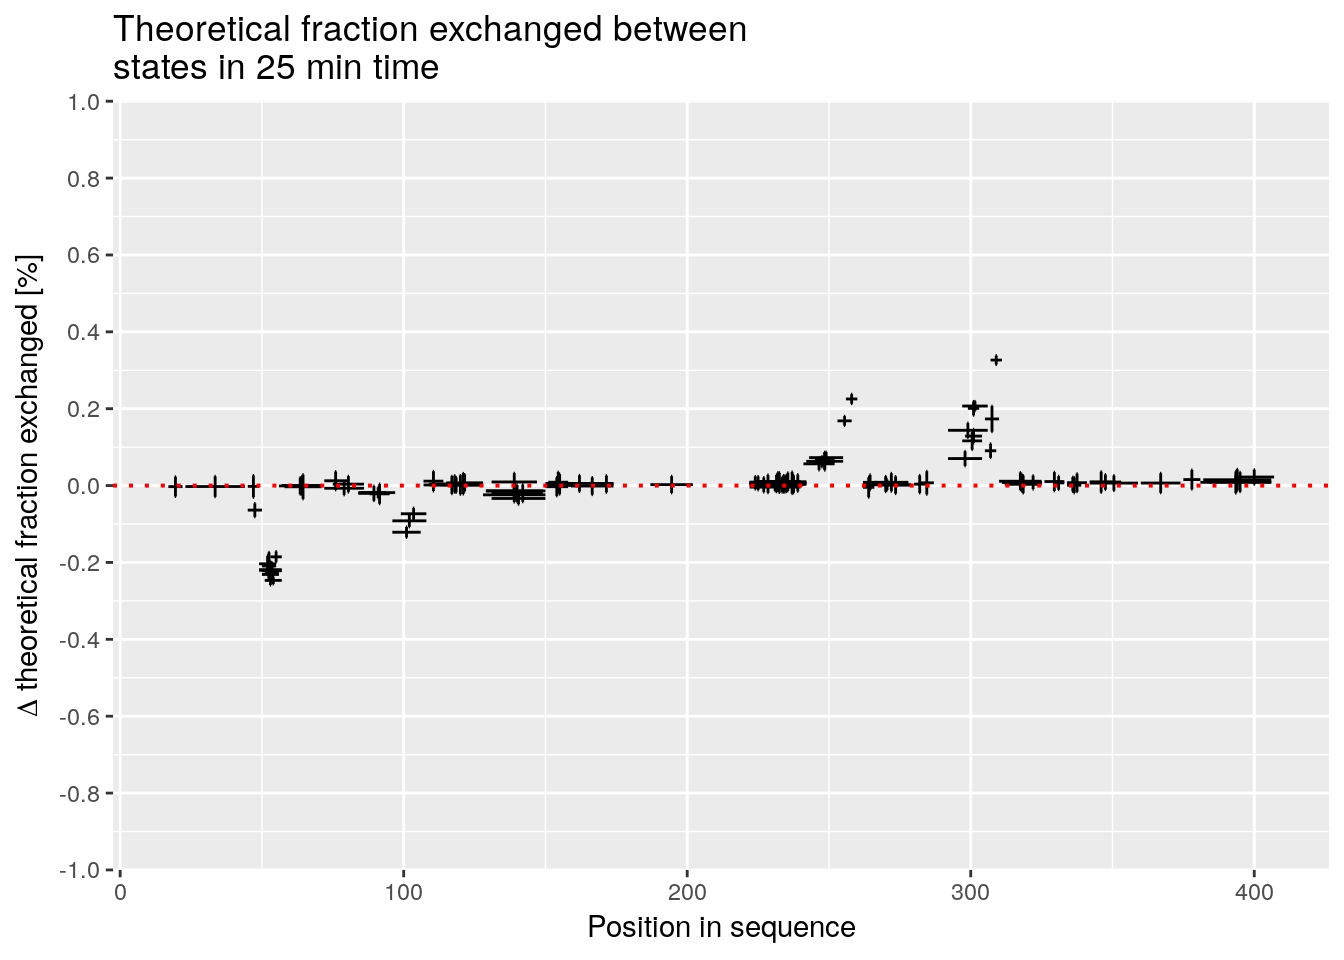 Theoretical fraction exchanged between
states in 25 min time
Δ theoretical fraction exchanged [%]
1.0
0.8
0.6
0.4
0.2
0.0
-0.2
-0.4
-0.6
-0.8
-1.0
0 100 200 300 400
Position in sequence